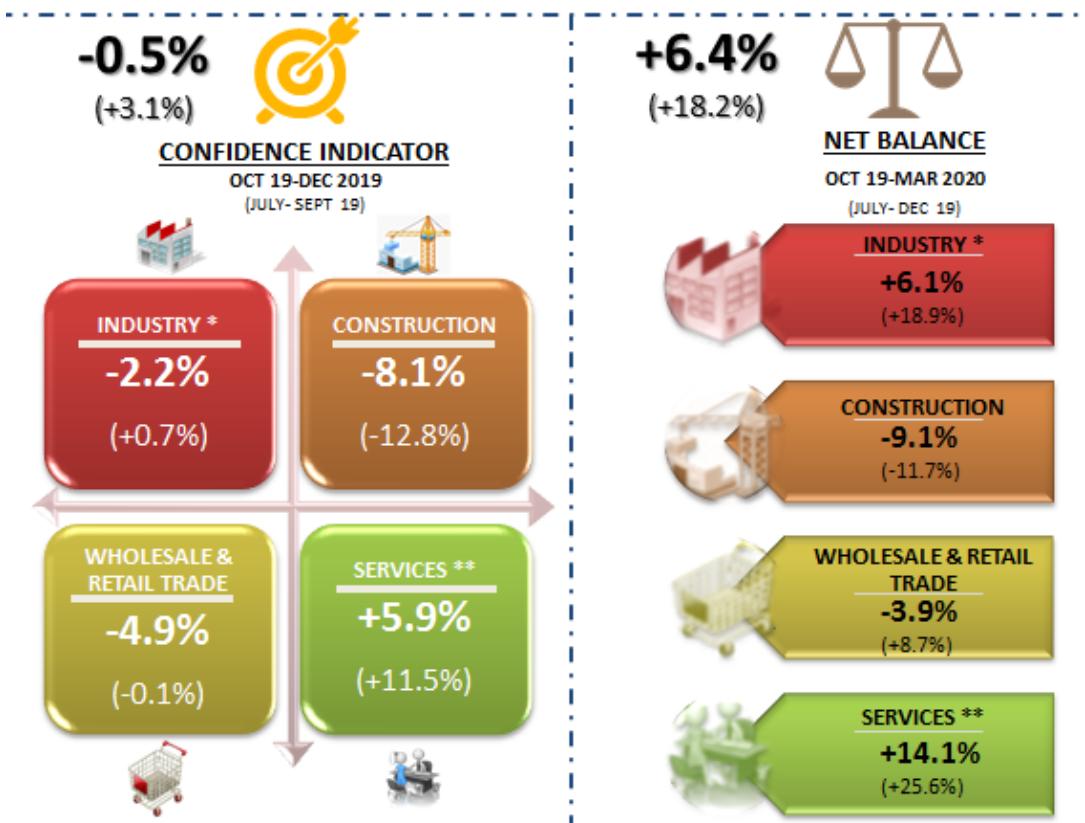 -0.5%
(+3.1%)
CONFIDENCE INDICATOR
OCT 19-DEC 2019
(JULY- SEPT 19)
INDUSTRY *
-2.2%
(+0.7%)
CONSTRUCTION
-8.1%
(-12.8%)
WHOLESALE &
RETAIL TRADE
-4.9%
(-0.1%)
SERVICES **
+5.9%
(+11.5%)
+6.4%
(+18.2%)
NET BALANCE
OCT 19-MAR 2020
(JULY- DEC 19)
INDUSTRY *
+6.1%
(+18.9%)
CONSTRUCTION
-9.1%
(-11.7%)
WHOLESALE & RETAIL
TRADE
-3.9%
(+8.7%)
SERVICES **
+14.1%
(+25.6%)